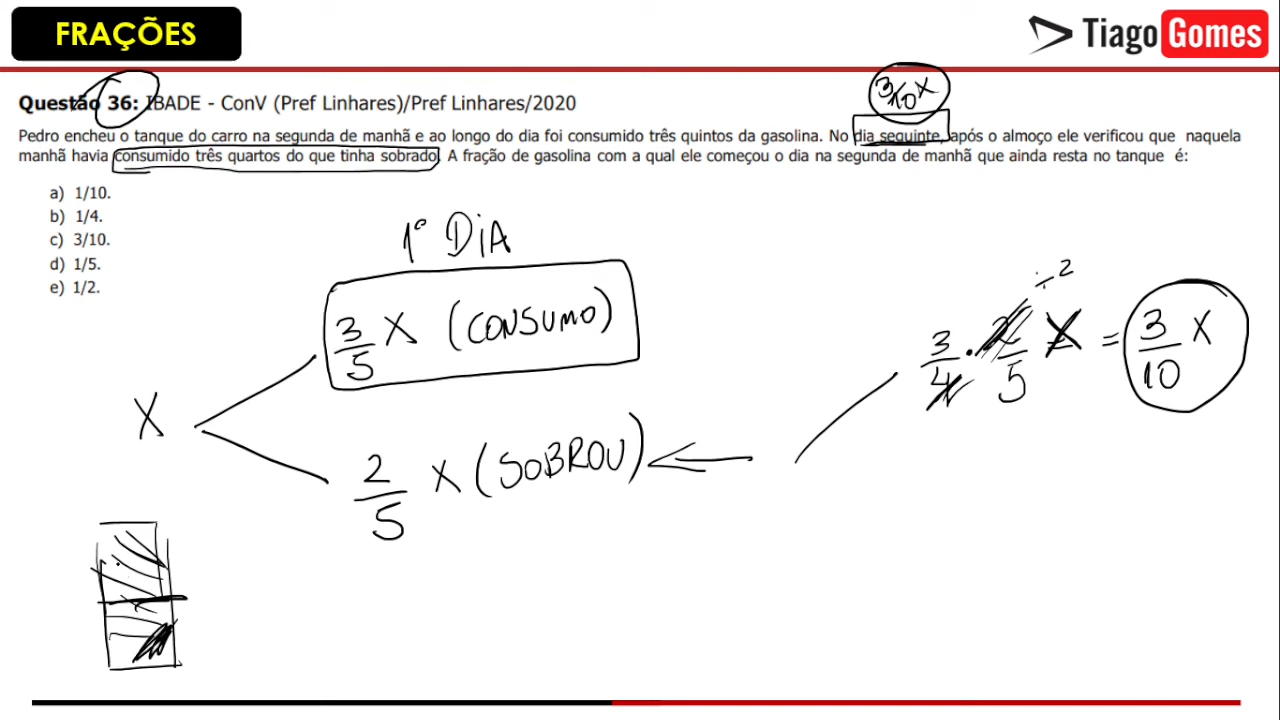 FRAÇÕES
Tiago Gomes
3/10 X
Questão 36: IBADE - ConV (Pref Linhares)/Pref Linhares/2020
Pedro encheu o tanque do carro na segunda de manhã e ao longo do dia foi consumido três quintos da gasolina. No dia seguinte, após o almoço ele verificou que naquela
manhã havia consumido três quartos do que tinha sobrado. A fração de gasolina com a qual ele começou o dia na segunda de manhã que ainda resta no tanque é:
a) 1/10.
b) 1/4.
c) 3/10.
d) 1/5.
e) 1/2.
1º DIA
3/5 X (CONSUMO)
÷2
3/4 · 2/5 X = 3/10 X
X
2/5 X (SOBROU)